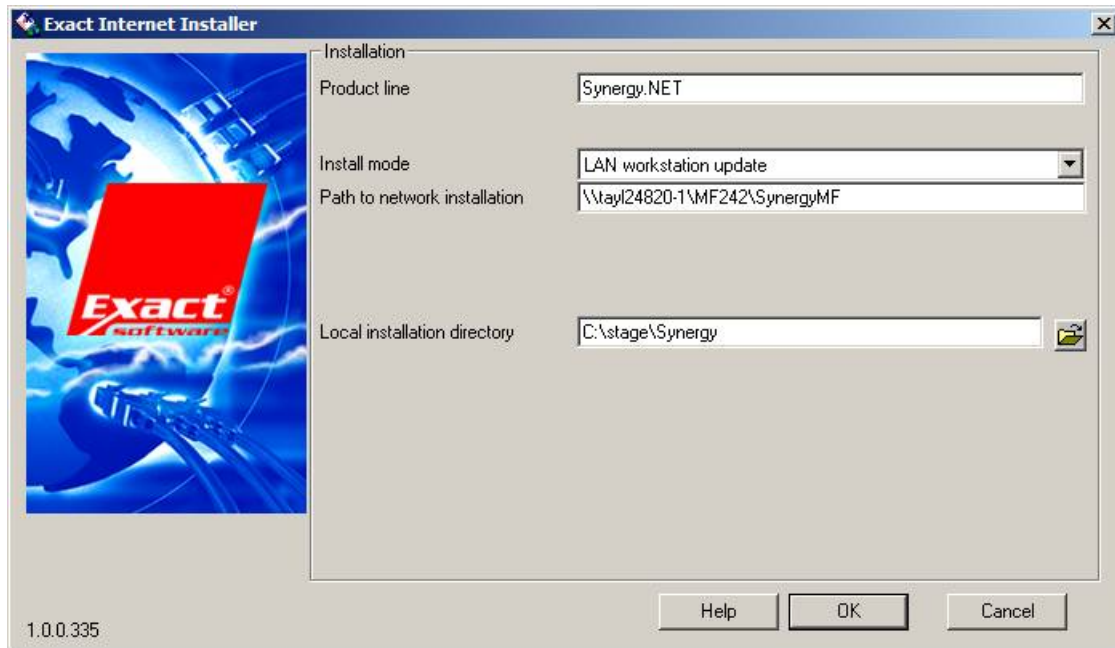 Exact Internet Installer
Installation
Product line
Synergy.NET
Install mode
LAN workstation update
Path to network installation
\\tayl24820-1\MF242\SynergyMF
Exact®
software
Local installation directory
C:\stage\Synergy
Help
OK
Cancel
1.0.0.335